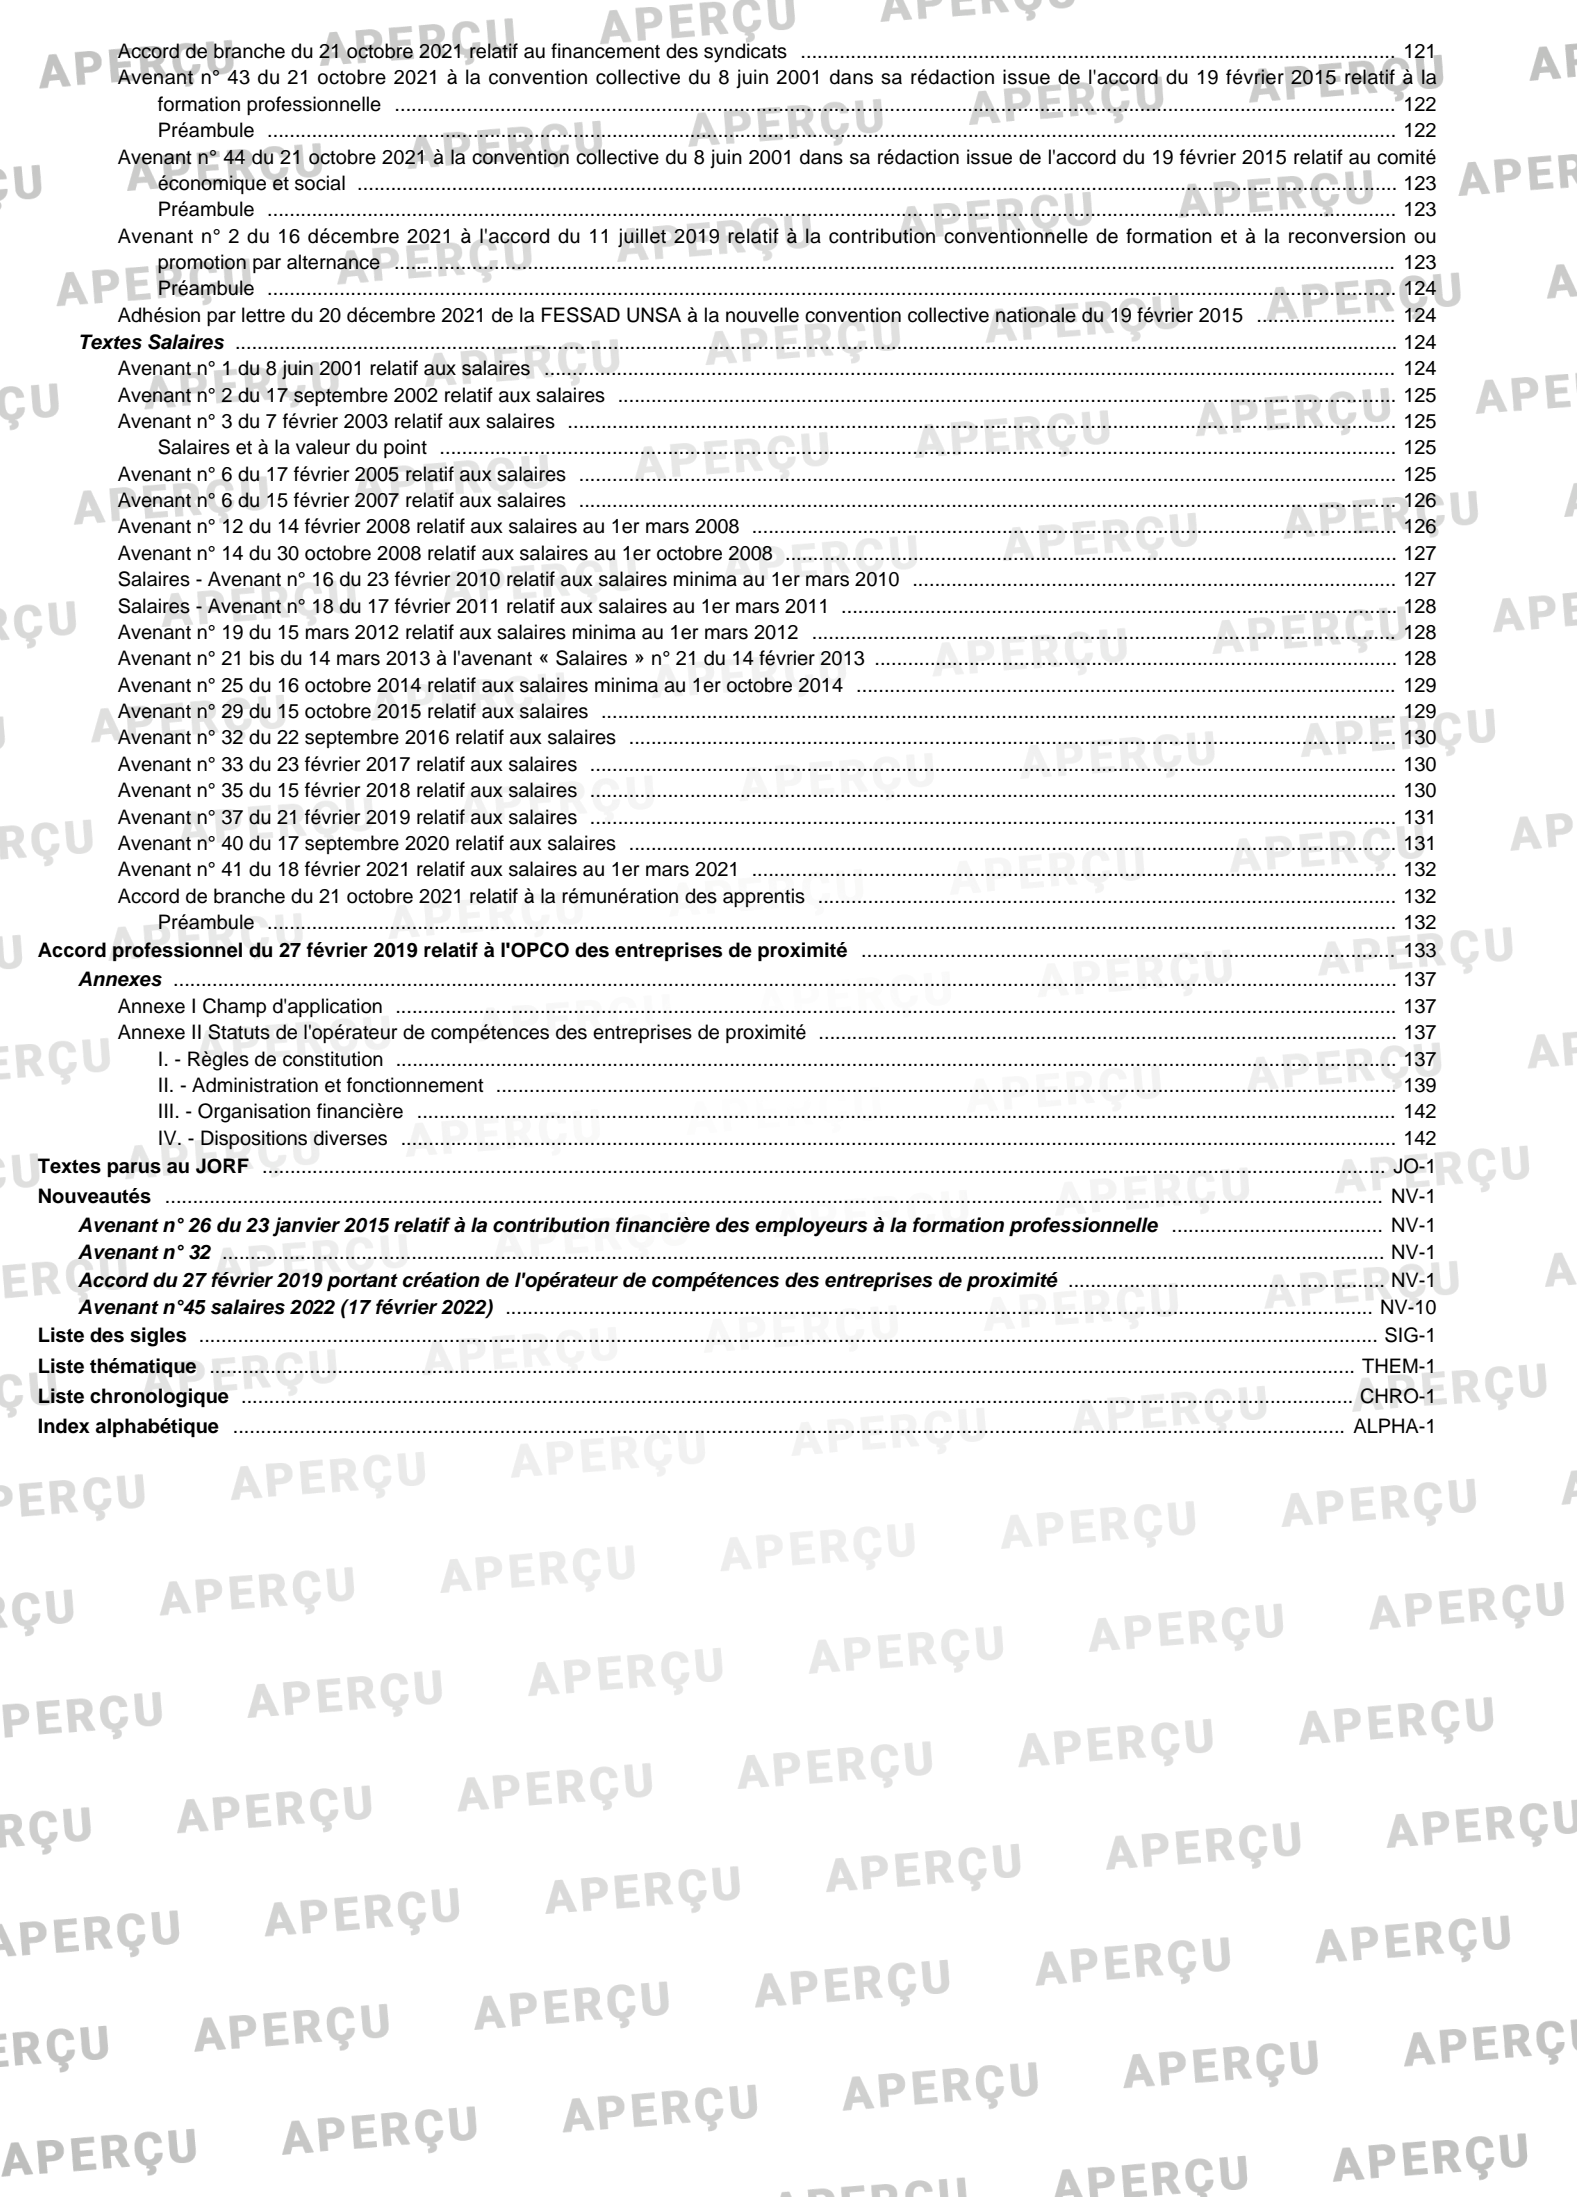 Accord de branche du 21 octobre 2021 relatif au financement des syndicats ........ 121
Avenant n° 43 du 21 octobre 2021 à la convention collective du 8 juin 2001 dans sa rédaction issue de l'accord du 19 février 2015 relatif à la
formation professionnelle ........ 122
Préambule ........ 122
Avenant n° 44 du 21 octobre 2021 à la convention collective du 8 juin 2001 dans sa rédaction issue de l'accord du 19 février 2015 relatif au comité
économique et social ........ 123
Préambule ........ 123
Avenant n° 2 du 16 décembre 2021 à l'accord du 11 juillet 2019 relatif à la contribution conventionnelle de formation et à la reconversion ou
promotion par alternance ........ 123
Préambule ........ 124
Adhésion par lettre du 20 décembre 2021 de la FESSAD UNSA à la nouvelle convention collective nationale du 19 février 2015 ........ 124
Textes Salaires ........ 124
Avenant n° 1 du 8 juin 2001 relatif aux salaires ........ 124
Avenant n° 2 du 17 septembre 2002 relatif aux salaires ........ 125
Avenant n° 3 du 7 février 2003 relatif aux salaires ........ 125
Salaires et à la valeur du point ........ 125
Avenant n° 6 du 17 février 2005 relatif aux salaires ........ 125
Avenant n° 6 du 15 février 2007 relatif aux salaires ........ 126
Avenant n° 12 du 14 février 2008 relatif aux salaires au 1er mars 2008 ........ 126
Avenant n° 14 du 30 octobre 2008 relatif aux salaires au 1er octobre 2008 ........ 127
Salaires - Avenant n° 16 du 23 février 2010 relatif aux salaires minima au 1er mars 2010 ........ 127
Salaires - Avenant n° 18 du 17 février 2011 relatif aux salaires au 1er mars 2011 ........ 128
Avenant n° 19 du 15 mars 2012 relatif aux salaires minima au 1er mars 2012 ........ 128
Avenant n° 21 bis du 14 mars 2013 à l'avenant « Salaires » n° 21 du 14 février 2013 ........ 128
Avenant n° 25 du 16 octobre 2014 relatif aux salaires minima au 1er octobre 2014 ........ 129
Avenant n° 29 du 15 octobre 2015 relatif aux salaires ........ 129
Avenant n° 32 du 22 septembre 2016 relatif aux salaires ........ 130
Avenant n° 33 du 23 février 2017 relatif aux salaires ........ 130
Avenant n° 35 du 15 février 2018 relatif aux salaires ........ 130
Avenant n° 37 du 21 février 2019 relatif aux salaires ........ 131
Avenant n° 40 du 17 septembre 2020 relatif aux salaires ........ 131
Avenant n° 41 du 18 février 2021 relatif aux salaires au 1er mars 2021 ........ 132
Accord de branche du 21 octobre 2021 relatif à la rémunération des apprentis ........ 132
Préambule ........ 132
Accord professionnel du 27 février 2019 relatif à l'OPCO des entreprises de proximité ........ 133
Annexes ........ 137
Annexe I Champ d'application ........ 137
Annexe II Statuts de l'opérateur de compétences des entreprises de proximité ........ 137
I. - Règles de constitution ........ 137
II. - Administration et fonctionnement ........ 139
III. - Organisation financière ........ 142
IV. - Dispositions diverses ........ 142
Textes parus au JORF ........ JO-1
Nouveautés ........ NV-1
Avenant n° 26 du 23 janvier 2015 relatif à la contribution financière des employeurs à la formation professionnelle ........ NV-1
Avenant n° 32 ........ NV-1
Accord du 27 février 2019 portant création de l'opérateur de compétences des entreprises de proximité ........ NV-1
Avenant n°45 salaires 2022 (17 février 2022) ........ NV-10
Liste des sigles ........ SIG-1
Liste thématique ........ THEM-1
Liste chronologique ........ CHRO-1
Index alphabétique ........ ALPHA-1
APERÇU